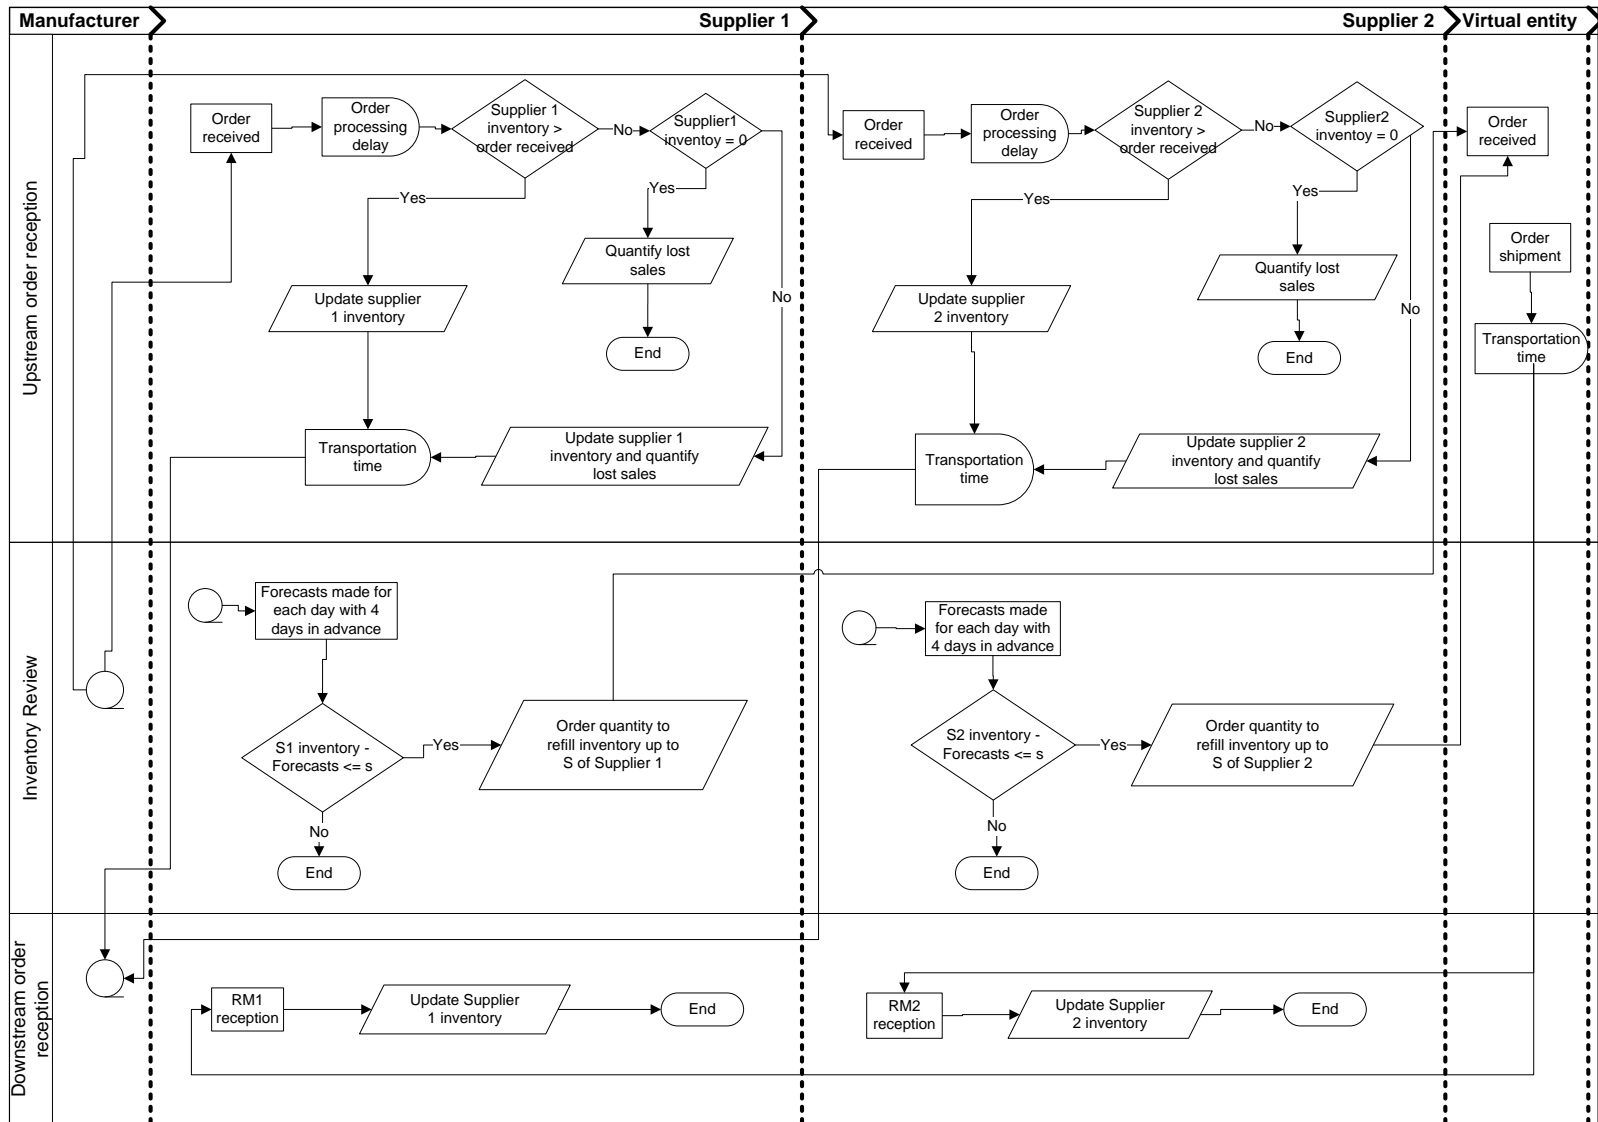 Manufacturer
Supplier 1
Supplier 2
Virtual entity
Upstream order reception
Order
received
Order
processing
delay
Supplier 1
inventory >
order received
No
Supplier1
inventoy = 0
Yes
Yes
Quantify lost
sales
No
Update supplier
1 inventory
End
Transportation
time
Update supplier 1
inventory and quantify
lost sales
Order
received
Order
processing
delay
Supplier 2
inventory >
order received
No
Supplier2
inventoy = 0
Yes
Yes
Quantify lost
sales
No
Update supplier
2 inventory
End
Transportation
time
Update supplier 2
inventory and quantify
lost sales
Order
received
Order
shipment
Transportation
time
Inventory Review
Forecasts made for
each day with 4
days in advance
S1 inventory -
Forecasts <= s
Yes
Order quantity to
refill inventory up to
S of Supplier 1
No
End
Forecasts made
for each day with
4 days in advance
S2 inventory -
Forecasts <= s
Yes
Order quantity to
refill inventory up to
S of Supplier 2
No
End
Downstream order
reception
RM1
reception
Update Supplier
1 inventory
End
RM2
reception
Update Supplier
2 inventory
End